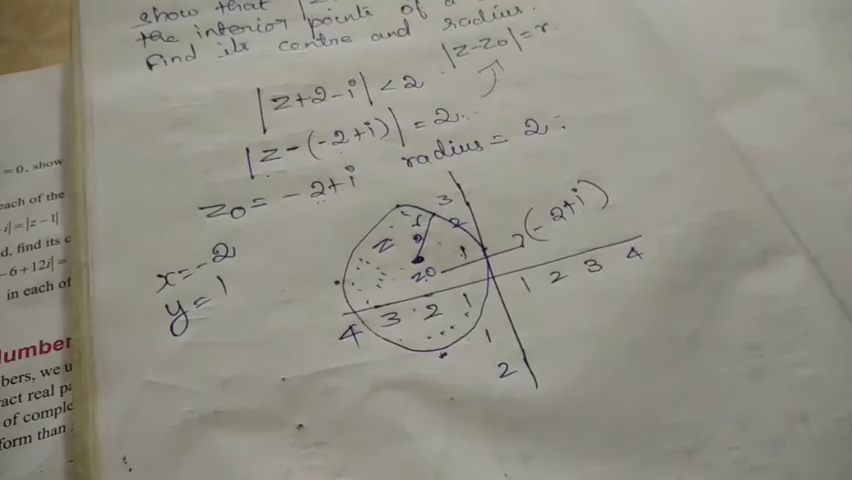 show that
the interior points of a
Find its centre and radius.
|z-z0|=r.
|z+2-i|<2
|z-(-2+i)|=2..
radius = 2.
z0 = -2+i
x=-2
y=1
3
2
1
z
r
2
z0
(-2+i)
4 3 2 1
1 2 3 4
1
2
=0, show
each of the
i|=|z-1|
d, find its c
-6+12i|=
in each of
Number
bers, we u
act real pa
of comple
form than